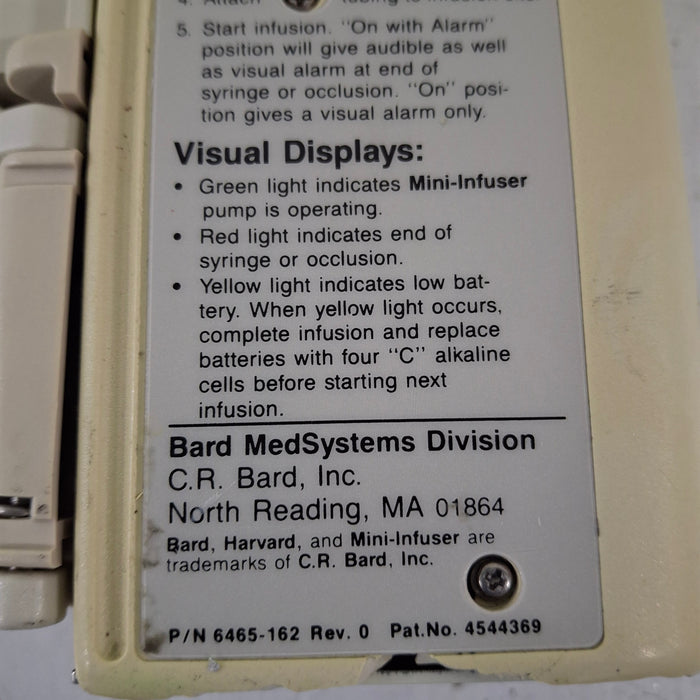 4. Attach tubing to infusion
5. Start infusion. "On with Alarm"
position will give audible as well
as visual alarm at end of
syringe or occlusion. "On" posi-
tion gives a visual alarm only.
Visual Displays:
• Green light indicates Mini-Infuser
pump is operating.
• Red light indicates end of
syringe or occlusion.
• Yellow light indicates low bat-
tery. When yellow light occurs,
complete infusion and replace
batteries with four "C" alkaline
cells before starting next
infusion.
Bard MedSystems Division
C.R. Bard, Inc.
North Reading, MA 01864
Bard, Harvard, and Mini-Infuser are
trademarks of C.R. Bard, Inc.
P/N 6465-162 Rev. 0 Pat.No. 4544369